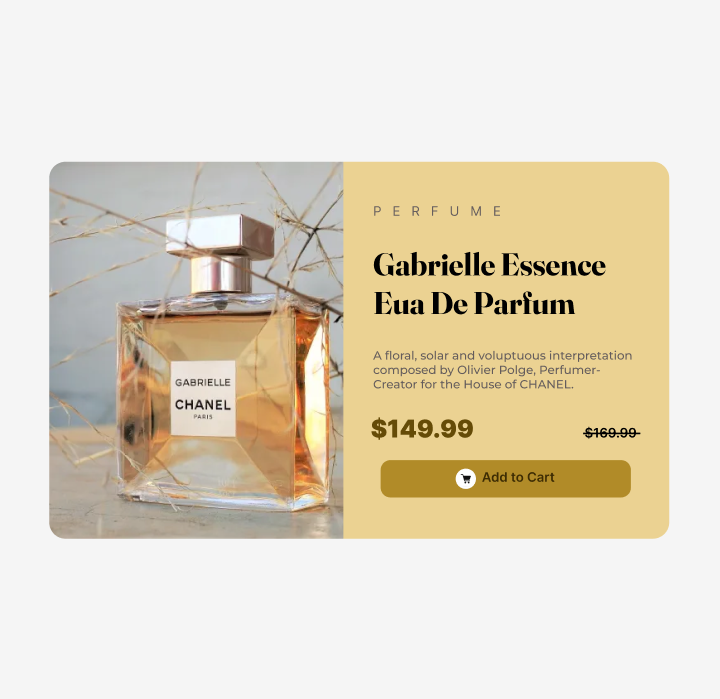 GABRIELLE
CHANEL
PARIS
PERFUME
Gabrielle Essence
Eua De Parfum
A floral, solar and voluptuous interpretation
composed by Olivier Polge, Perfumer-
Creator for the House of CHANEL.
$149.99
$169.99
Add to Cart